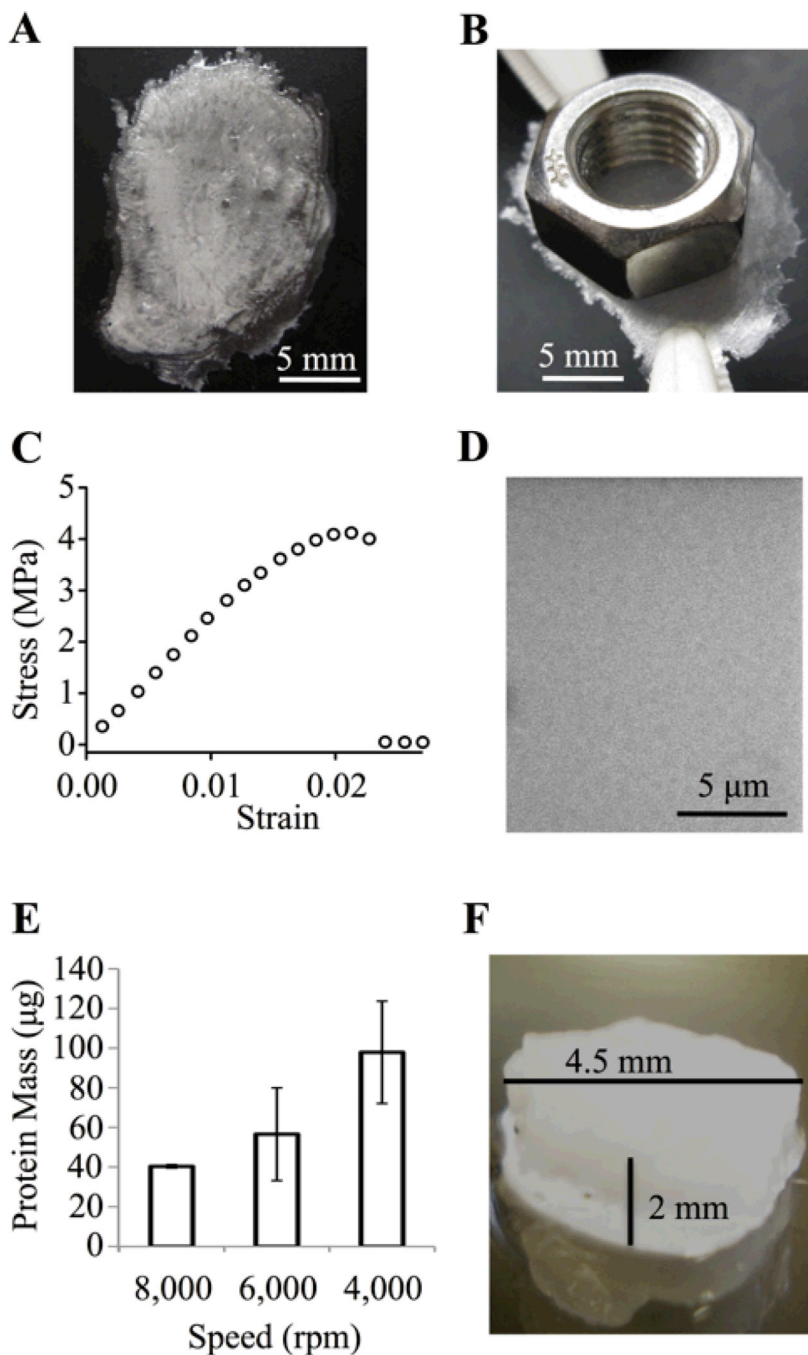 A
5 mm
B
5 mm
C
Stress (MPa)
5
4
3
2
1
0
0.00 0.01 0.02
Strain
D
5 μm
E
Protein Mass (μg)
140
120
100
80
60
40
20
0
8,000 6,000 4,000
Speed (rpm)
F
4.5 mm
2 mm